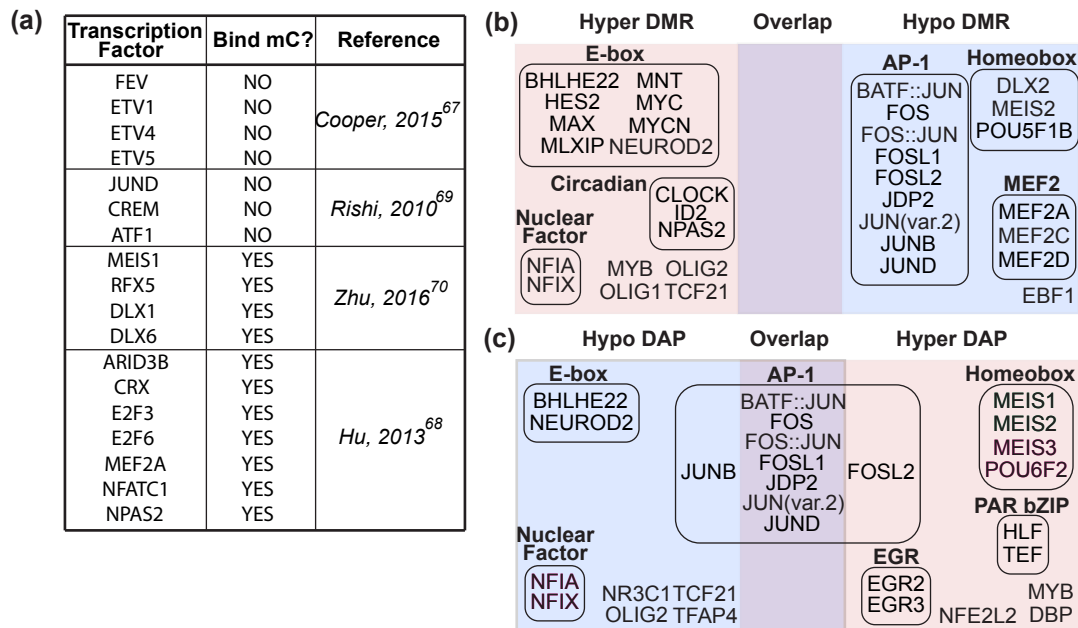 (a)
Transcription Factor Bind mC? Reference
FEV NO
ETV1 NO
ETV4 NO
ETV5 NO
Cooper, 2015 67
JUND NO
CREM NO
ATF1 NO
Rishi, 2010 69
MEIS1 YES
RFX5 YES
DLX1 YES
DLX6 YES
Zhu, 2016 70
ARID3B YES
CRX YES
E2F3 YES
E2F6 YES
MEF2A YES
NFATC1 YES
NPAS2 YES
Hu, 2013 68
(b)
Hyper DMR Overlap Hypo DMR
E-box
BHLHE22 MNT
HES2 MYC
MAX MYCN
MLXIP NEUROD2
Circadian
CLOCK
ID2
NPAS2
Nuclear
Factor
NFIA
NFIX
MYB OLIG2
OLIG1 TCF21
AP-1
BATF::JUN
FOS
FOS::JUN
FOSL1
FOSL2
JDP2
JUN(var.2)
JUNB
JUND
Homeobox
DLX2
MEIS2
POU5F1B
MEF2
MEF2A
MEF2C
MEF2D
EBF1
(c)
Hypo DAP Overlap Hyper DAP
E-box
BHLHE22
NEUROD2
Nuclear
Factor
NFIA
NFIX
NR3C1 TCF21
OLIG2 TFAP4
AP-1
JUNB
BATF::JUN
FOS
FOS::JUN
FOSL1
JDP2
JUN(var.2)
JUND
FOSL2
Homeobox
MEIS1
MEIS2
MEIS3
POU6F2
PAR bZIP
HLF
TEF
EGR
EGR2
EGR3
MYB
NFE2L2 DBP